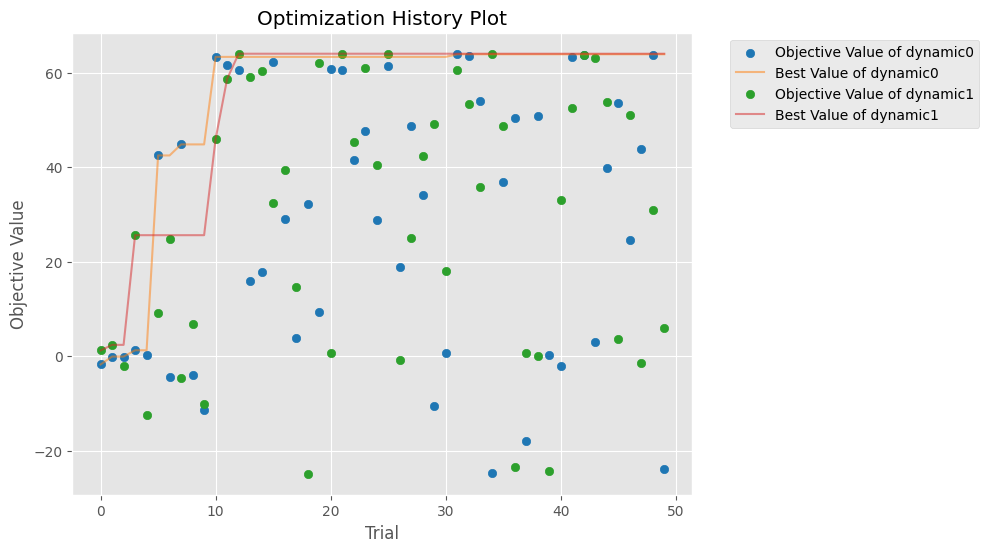 Optimization History Plot
Objective Value
60
40
20
0
−20
0 10 20 30 40 50
Trial
Objective Value of dynamic0
Best Value of dynamic0
Objective Value of dynamic1
Best Value of dynamic1